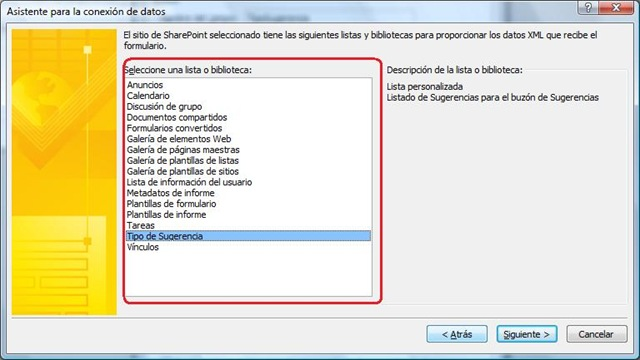 Asistente para la conexión de datos
El sitio de SharePoint seleccionado tiene las siguientes listas y bibliotecas para proporcionar los datos XML que recibe el
formulario.
Seleccione una lista o biblioteca:
Anuncios
Calendario
Discusión de grupo
Documentos compartidos
Formularios convertidos
Galería de elementos Web
Galería de páginas maestras
Galería de plantillas de listas
Galería de plantillas de sitios
Lista de información del usuario
Metadatos de informe
Plantillas de formulario
Plantillas de informe
Tareas
Tipo de Sugerencia
Vínculos
Descripción de la lista o biblioteca:
Lista personalizada
Listado de Sugerencias para el buzón de Sugerencias
< Atrás
Siguiente >
Cancelar